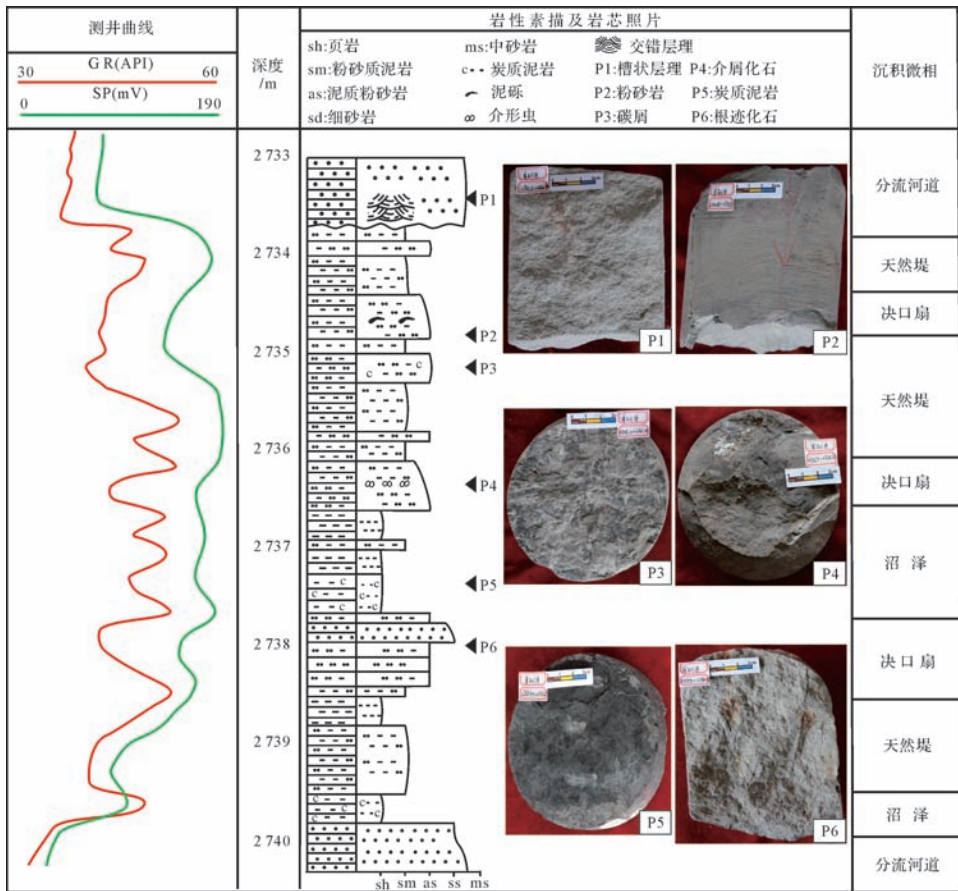 测井曲线
30 GR(API) 60
SP(mV)
0 190
深度
/m
岩性素描及岩芯照片
sh:页岩 ms:中砂岩 交错层理
sm:粉砂质泥岩 c 炭质泥岩 P1:槽状层理 P4:介屑化石
as:泥质粉砂岩 泥砾 P2:粉砂岩 P5:炭质泥岩
sd:细砂岩 介形虫 P3:碳屑 P6:根迹化石
沉积微相
2 733
2 734
2 735
2 736
2 737
2 738
2 739
2 740
P1
P2
P3
P4
P5
P6
c
c
c
c
c
c
c
c
c
c
c
c
c
sh sm as ss ms
P1
P2
P3
P4
P5
P6
分流河道
天然堤
决口扇
天然堤
决口扇
沼泽
决口扇
天然堤
沼泽
分流河道